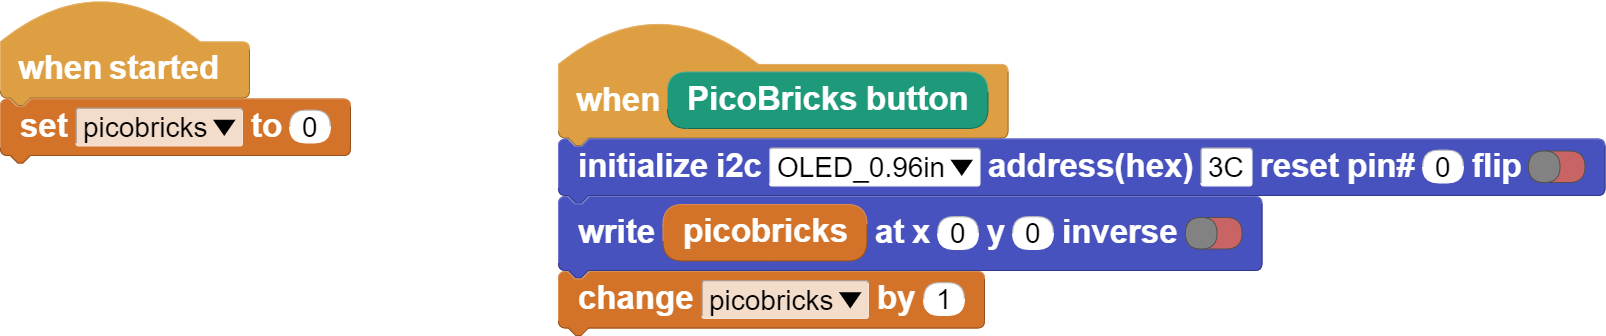 when started
set picobricks to 0
when PicoBricks button
initialize i2c OLED_0.96in address(hex) 3C reset pin# 0 flip
write picobricks at x 0 y 0 inverse
change picobricks by 1